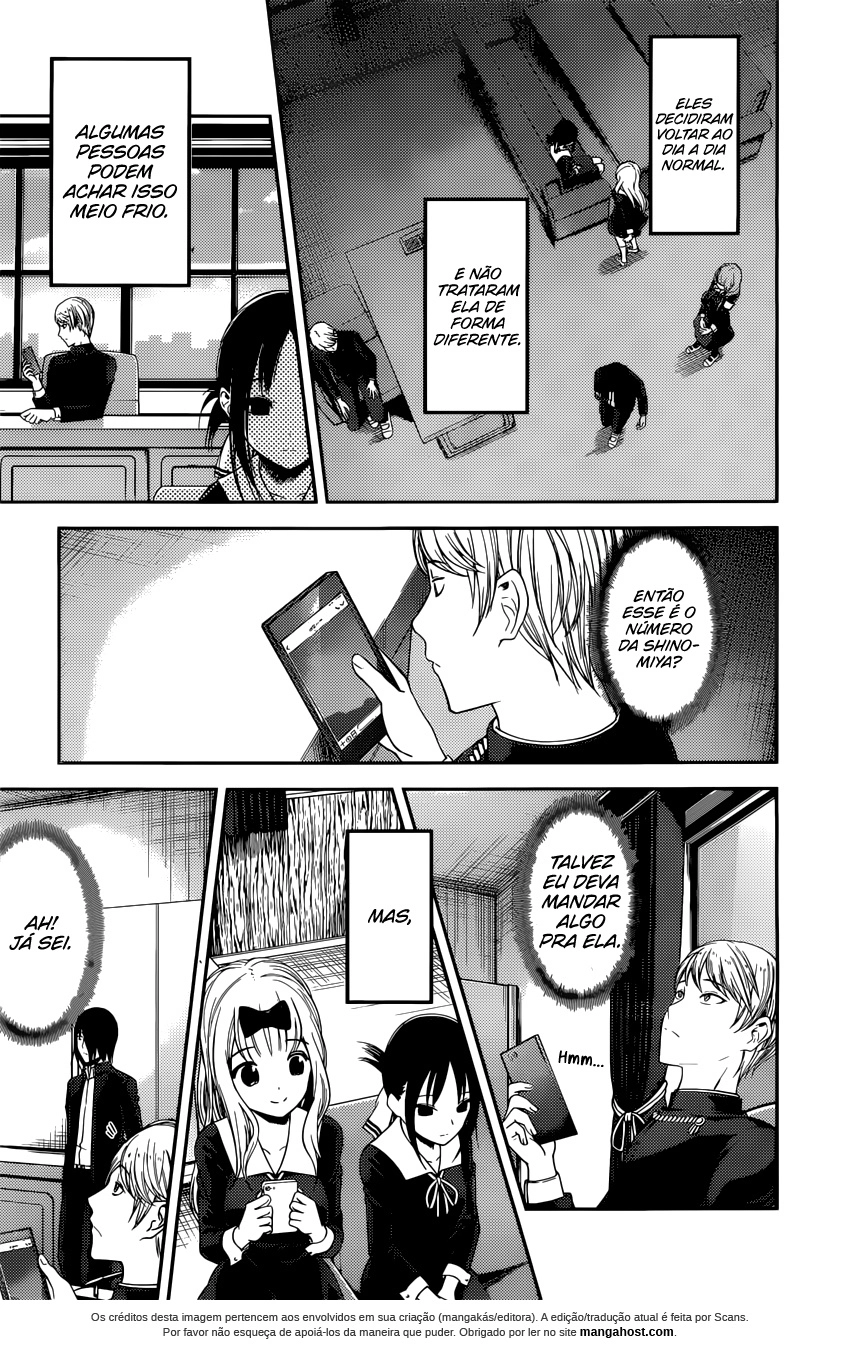 ELES
DECIDIRAM
VOLTAR AO
DIA A DIA
NORMAL.
E NÃO
TRATARAM
ELA DE
FORMA
DIFERENTE.
ALGUMAS
PESSOAS
PODEM
ACHAR ISSO
MEIO FRIO.
ENTÃO
ESSE É O
NÚMERO
DA SHINO-
MIYA?
TALVEZ
EU DEVA
MANDAR
ALGO
PRA ELA.
Hmm...
MAS,
AH!
JÁ SEI.
Os créditos desta imagem pertencem aos envolvidos em sua criação (mangakás/editora). A edição/tradução atual é feita por Scans.
Por favor não esqueça de apoiá-los da maneira que puder. Obrigado por ler no site mangahost.com.